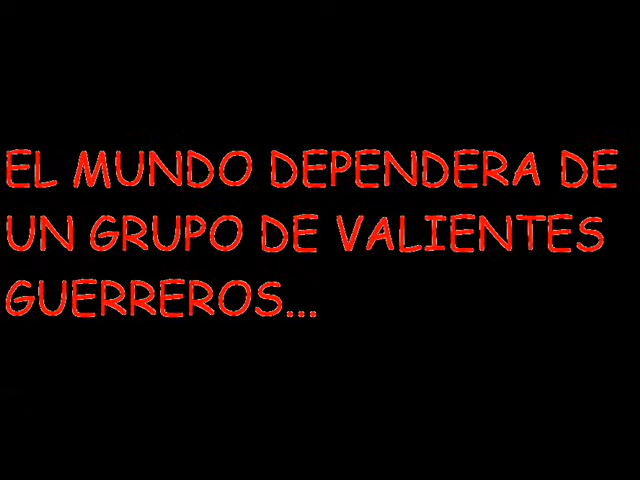 EL MUNDO DEPENDERA DE
UN GRUPO DE VALIENTES
GUERREROS...